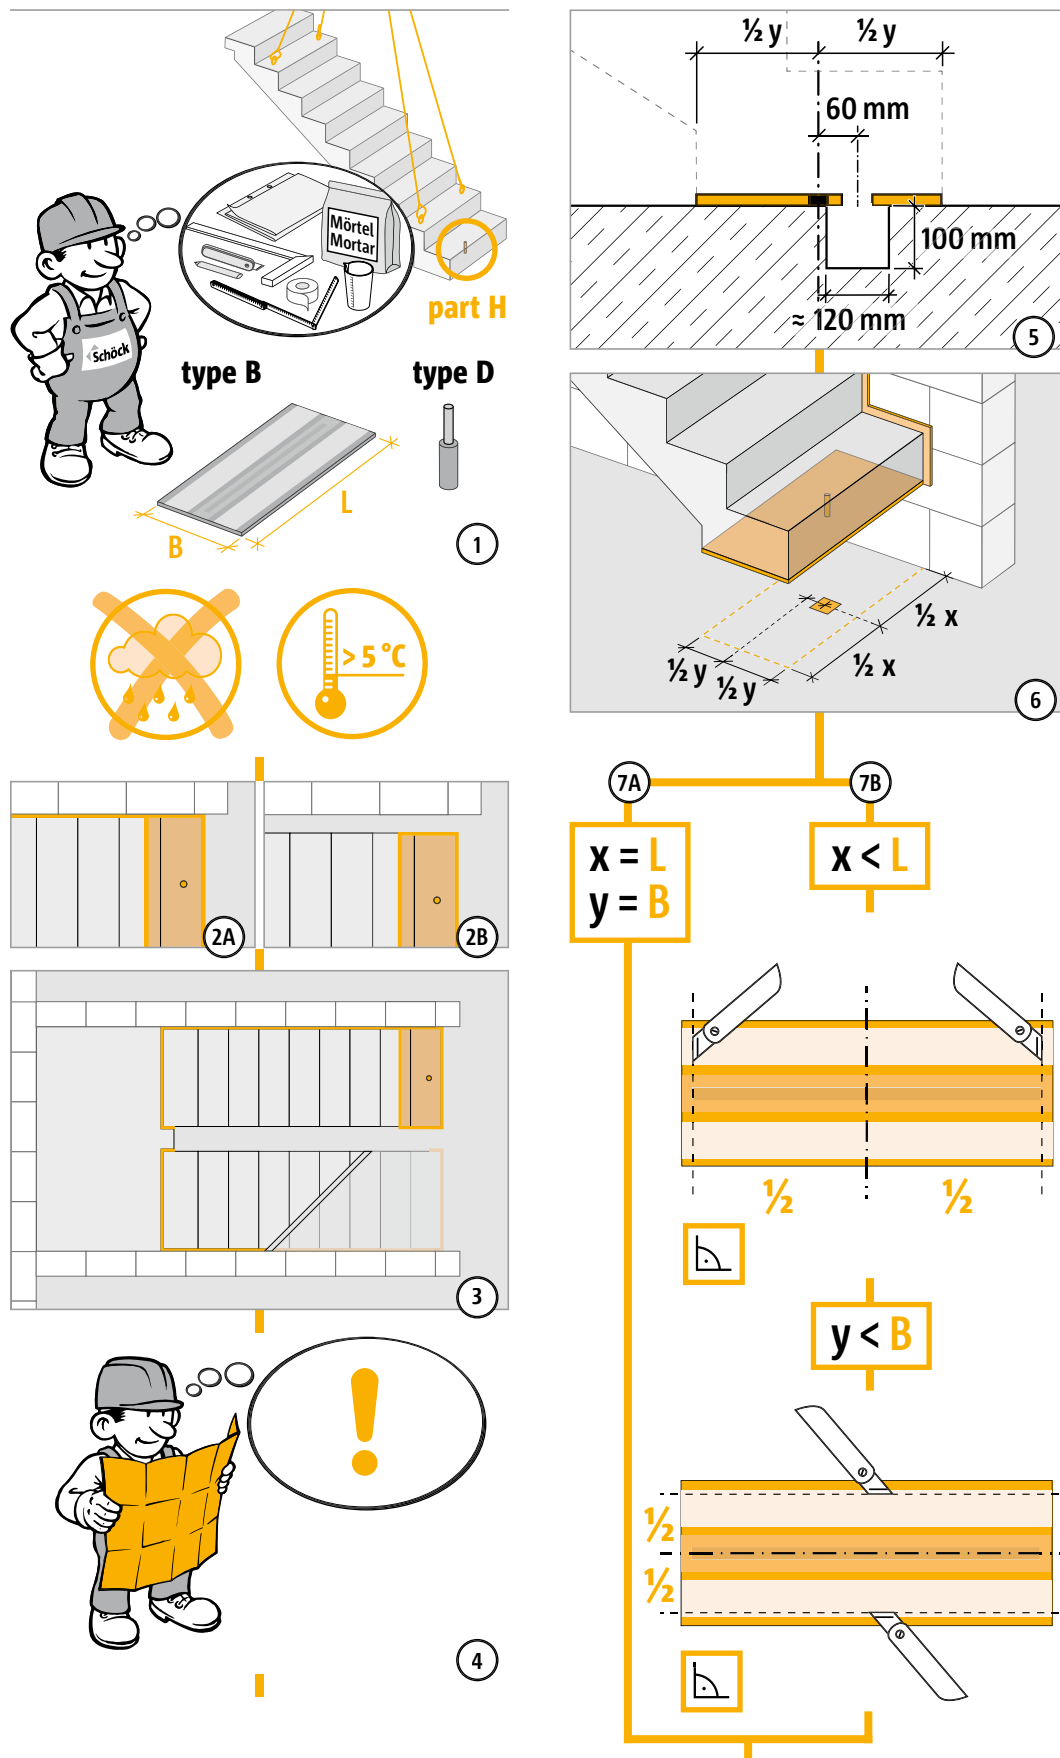 Mörtel
Mortar
part H
Schöck
type B
type D
L
B
1
> 5 °C
2A
2B
3
4
½ y
½ y
60 mm
100 mm
≈ 120 mm
5
½ x
½ x
½ y
½ y
6
7A
7B
x = L
y = B
x < L
½
½
y < B
½
½